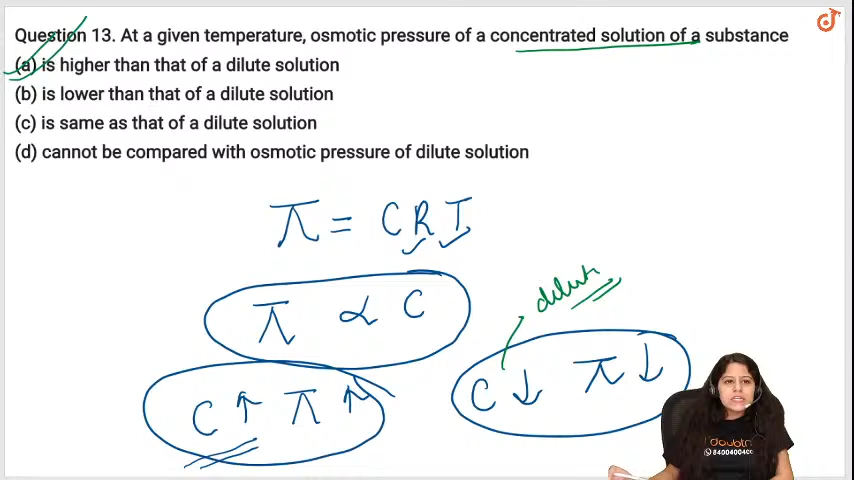 Question 13. At a given temperature, osmotic pressure of a concentrated solution of a substance
(a) is higher than that of a dilute solution
(b) is lower than that of a dilute solution
(c) is same as that of a dilute solution
(d) cannot be compared with osmotic pressure of dilute solution
π = CRT
π ∝ C
dilute
C ↑ π ↑
C ↓ π ↓
doubtnut
8400400400